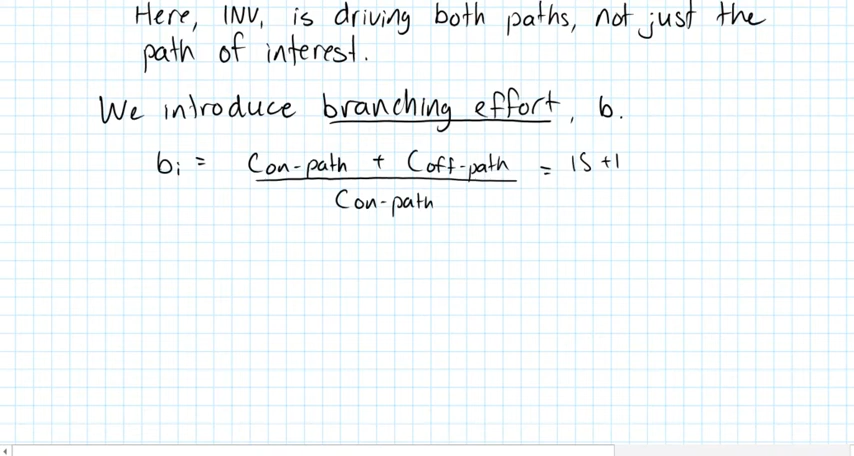 Here, INV, is driving both paths, not just the
path of interest.
We introduce branching effort, b.
bi = Con-path + Coff-path = 15 +1
Con-path